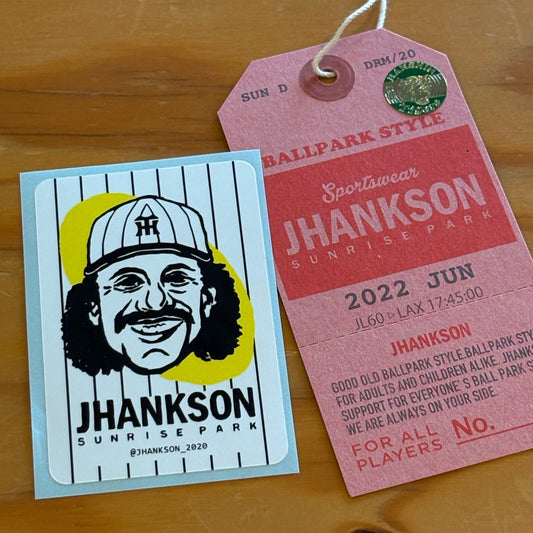 TH
JHANKSON
SUNRISE PARK
@JHANKSON_2020
SUN D
DRM/20
BALLPARK STYLE
Sportswear
JHANKSON
SUNRISE PARK
2022 JUN
JL60 ▷ LAX 17:45:00
JHANKSON
GOOD OLD BALLPARK STYLE.BALLPARK STY
FOR ADULTS AND CHILDREN ALIKE. JHANK
SUPPORT FOR EVERYONE'S BALL PARK S
WE ARE ALWAYS ON YOUR SIDE.
FOR ALL
PLAYERS
No.